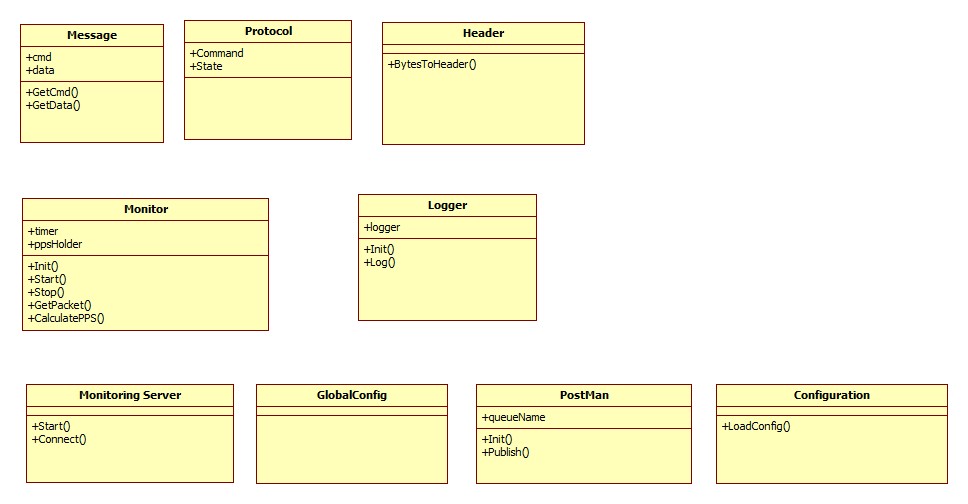 Message
+cmd
+data
+GetCmd()
+GetData()
Protocol
+Command
+State
Header
+BytesToHeader()
Monitor
+timer
+ppsHolder
+Init()
+Start()
+Stop()
+GetPacket()
+CalculatePPS()
Logger
+logger
+Init()
+Log()
Monitoring Server
+Start()
+Connect()
GlobalConfig
PostMan
+queueName
+Init()
+Publish()
Configuration
+LoadConfig()